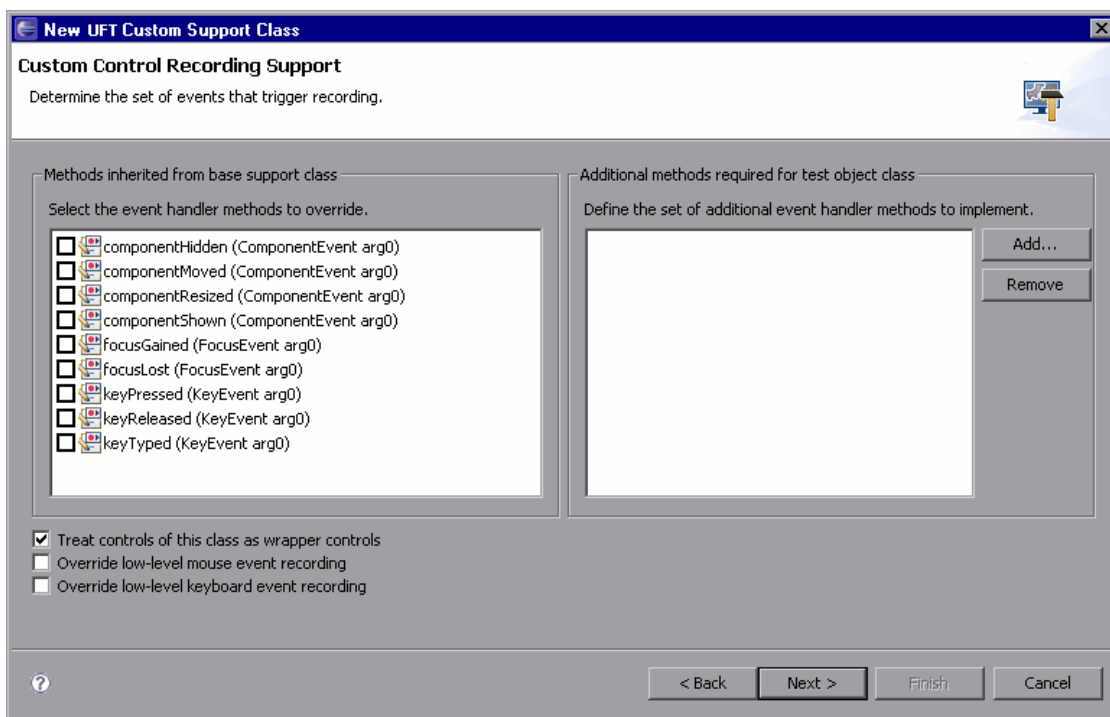 New UFT Custom Support Class
Custom Control Recording Support
Determine the set of events that trigger recording.
Methods inherited from base support class
Select the event handler methods to override.
componentHidden (ComponentEvent arg0)
componentMoved (ComponentEvent arg0)
componentResized (ComponentEvent arg0)
componentShown (ComponentEvent arg0)
focusGained (FocusEvent arg0)
focusLost (FocusEvent arg0)
keyPressed (KeyEvent arg0)
keyReleased (KeyEvent arg0)
keyTyped (KeyEvent arg0)
Additional methods required for test object class
Define the set of additional event handler methods to implement.
Add...
Remove
Treat controls of this class as wrapper controls
Override low-level mouse event recording
Override low-level keyboard event recording
?
< Back
Next >
Finish
Cancel